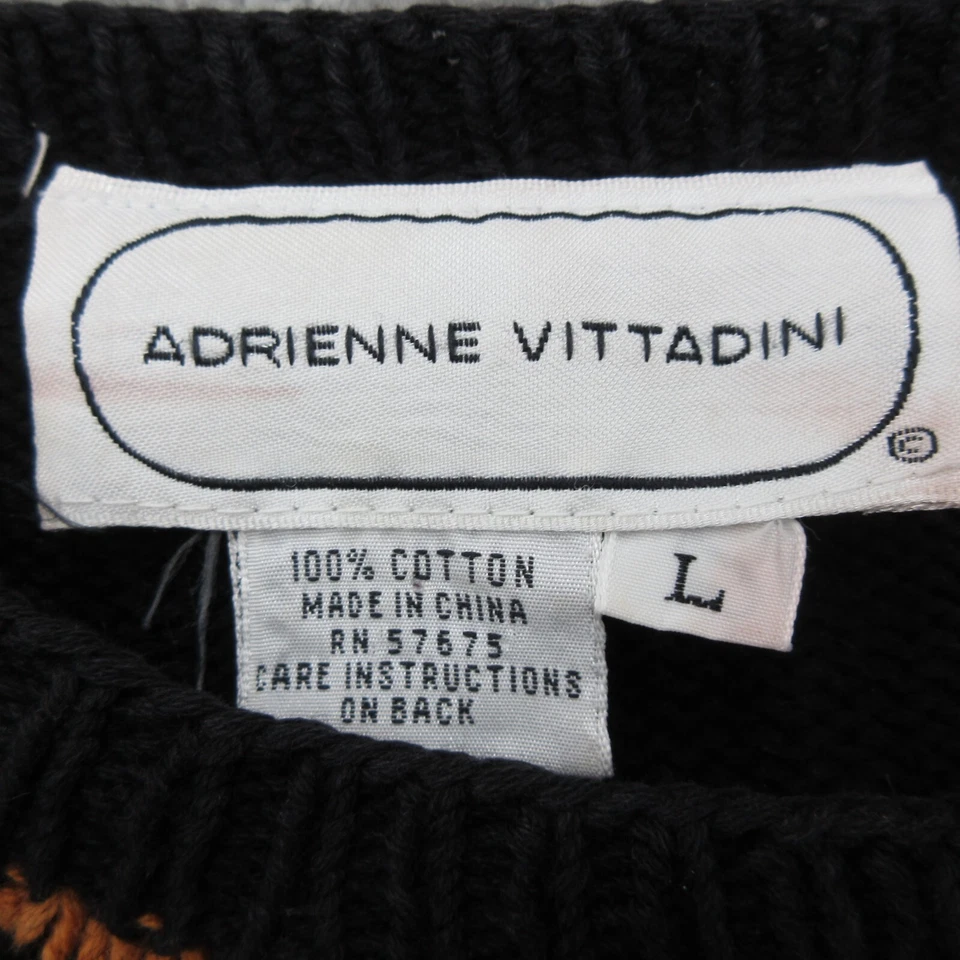 ADRIENNE VITTADINI
©
100% COTTON
MADE IN CHINA
RN 57675
CARE INSTRUCTIONS
ON BACK
L